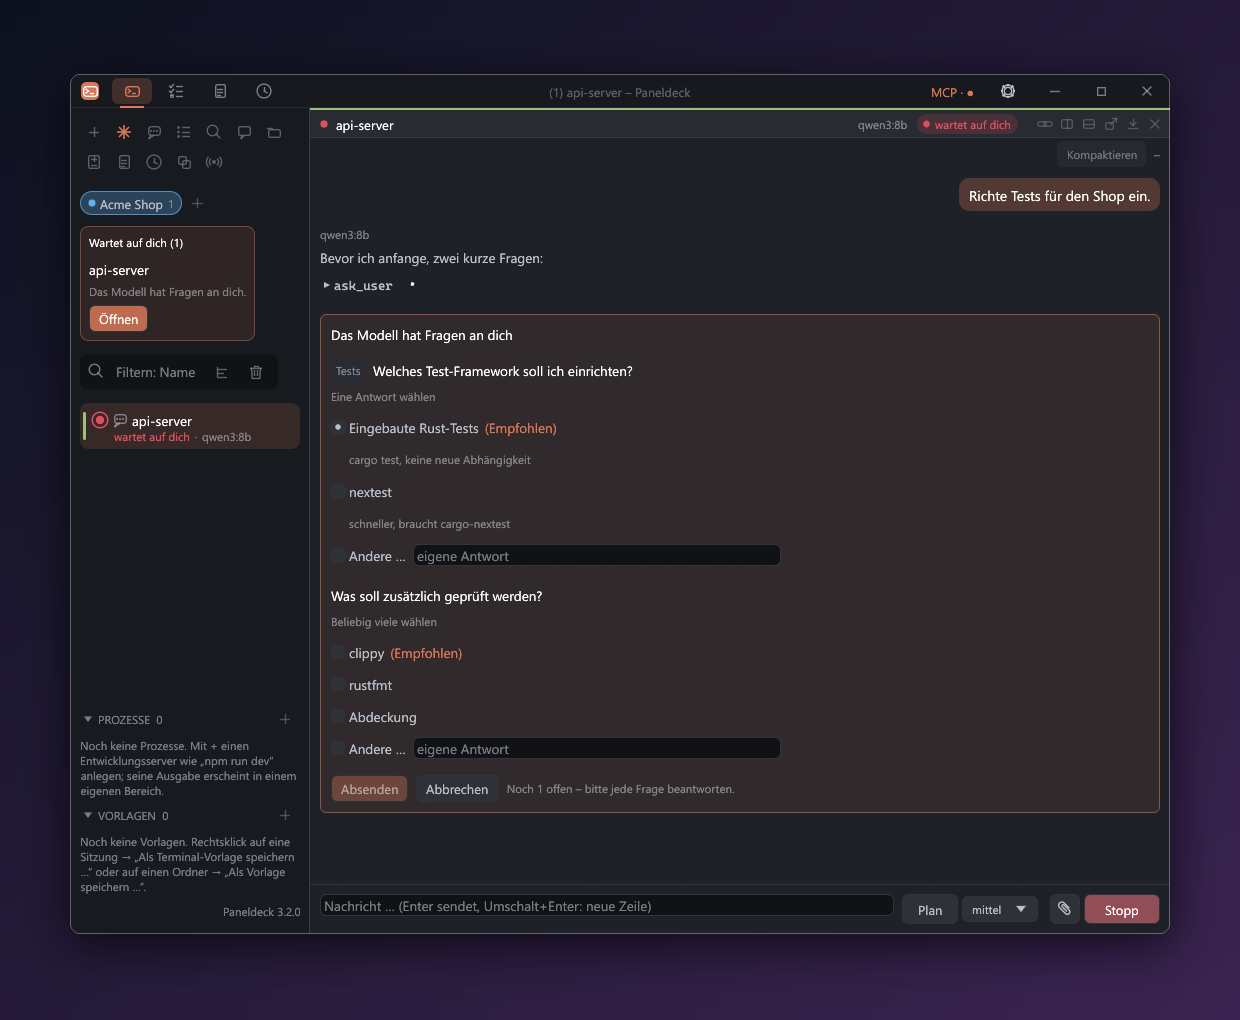 (1) api-server – Paneldeck
MCP · ●
Acme Shop 1
Wartet auf dich (1)
api-server
Das Modell hat Fragen an dich.
Öffnen
Filtern: Name
api-server
wartet auf dich · qwen3:8b
PROZESSE 0
Noch keine Prozesse. Mit + einen
Entwicklungsserver wie „npm run dev“
anlegen; seine Ausgabe erscheint in einem
eigenen Bereich.
VORLAGEN 0
Noch keine Vorlagen. Rechtsklick auf eine
Sitzung → „Als Terminal-Vorlage speichern
…“ oder auf einen Ordner → „Als Vorlage
speichern …“.
Paneldeck 3.2.0
api-server
qwen3:8b
wartet auf dich
Kompaktieren
Richte Tests für den Shop ein.
qwen3:8b
Bevor ich anfange, zwei kurze Fragen:
ask_user
Das Modell hat Fragen an dich
Tests Welches Test-Framework soll ich einrichten?
Eine Antwort wählen
Eingebaute Rust-Tests (Empfohlen)
cargo test, keine neue Abhängigkeit
nextest
schneller, braucht cargo-nextest
Andere … eigene Antwort
Was soll zusätzlich geprüft werden?
Beliebig viele wählen
clippy (Empfohlen)
rustfmt
Abdeckung
Andere … eigene Antwort
Absenden Abbrechen Noch 1 offen – bitte jede Frage beantworten.
Nachricht … (Enter sendet, Umschalt+Enter: neue Zeile)
Plan
mittel
Stopp